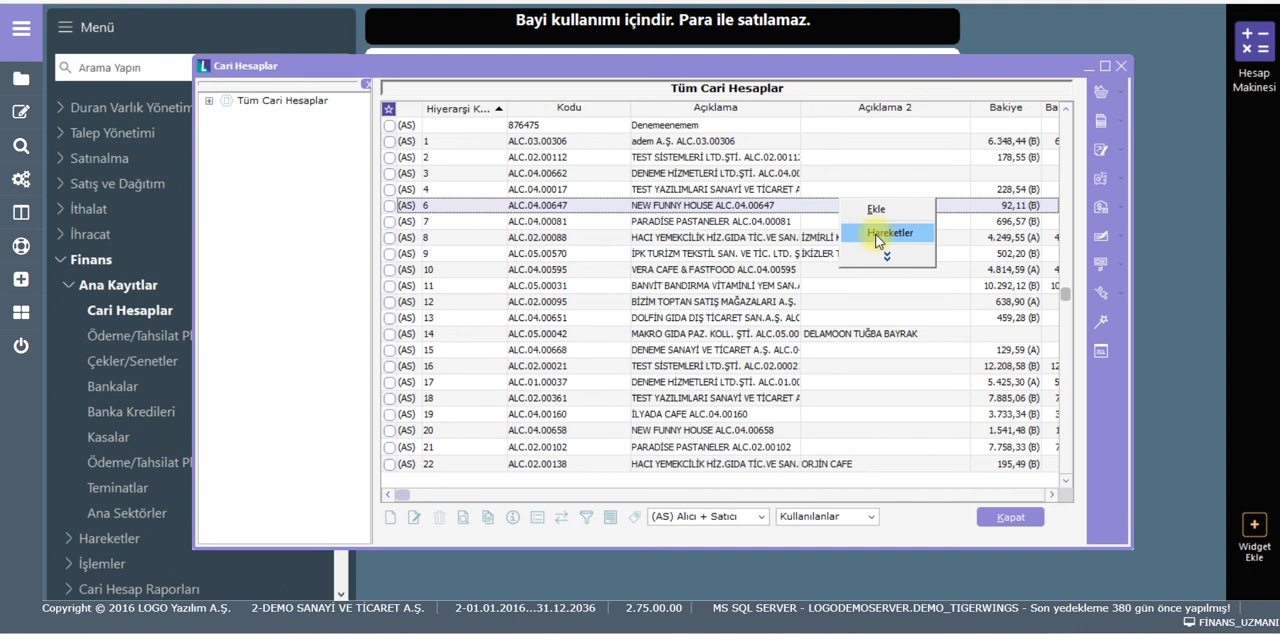 Bayi kullanımı içindir. Para ile satılamaz.
Menü
Arama Yapın
Duran Varlık Yönetim
Talep Yönetimi
Satınalma
Satış ve Dağıtım
İthalat
İhracat
Finans
Ana Kayıtlar
Cari Hesaplar
Ödeme/Tahsilat Pl
Çekler/Senetler
Bankalar
Banka Kredileri
Kasalar
Ödeme/Tahsilat Pl
Teminatlar
Ana Sektörler
Hareketler
İşlemler
Cari Hesap Raporları
Cari Hesaplar
Tüm Cari Hesaplar
Tüm Cari Hesaplar
Hiyerarşi K... Kodu Açıklama Açıklama 2 Bakiye Ba
(AS) 876475 Denemeenemem
(AS) 1 ALC.03.00306 adem A.Ş. ALC.03.00306 6.348,44 (B) 6
(AS) 2 ALC.02.00112 TEST SİSTEMLERİ LTD.ŞTİ. ALC.02.00112 178,55 (B)
(AS) 3 ALC.04.00662 DENEME HİZMETLERİ LTD.ŞTİ. ALC.04.00
(AS) 4 ALC.04.00017 TEST YAZILIMLARI SANAYİ VE TİCARET A 228,54 (B)
(AS) 6 ALC.04.00647 NEW FUNNY HOUSE ALC.04.00647 92,11 (B)
(AS) 7 ALC.04.00081 PARADİSE PASTANELER ALC.04.00081 696,57 (B)
(AS) 8 ALC.02.00088 HACI YEMEKCİLİK HİZ.GIDA TİC.VE SAN. İZMİRLİ 4.249,55 (A) 4
(AS) 9 ALC.05.00570 İPK TURİZM TEKSTİL SAN. VE TİC. LTD. Ş İKİZLER T 502,20 (B)
(AS) 10 ALC.04.00595 VERA CAFE & FASTFOOD ALC.04.00595 4.814,59 (A) 4
(AS) 11 ALC.05.00031 BANVİT BANDIRMA VİTAMİNLİ YEM SAN.A 10.292,12 (B) 10
(AS) 12 ALC.02.00095 BİZİM TOPTAN SATIŞ MAĞAZALARI A.Ş. 638,90 (A)
(AS) 13 ALC.04.00651 DOLFİN GIDA DIŞ TİCARET SAN.A.Ş. ALC 459,28 (B)
(AS) 14 ALC.05.00042 MAKRO GIDA PAZ. KOLL. ŞTİ. ALC.05.00 DELAMOON TUĞBA BAYRAK
(AS) 15 ALC.04.00668 DENEME SANAYİ VE TİCARET A.Ş. ALC.0 129,59 (A)
(AS) 16 ALC.02.00021 TEST SİSTEMLERİ LTD.ŞTİ. ALC.02.00021 12.208,58 (B) 12
(AS) 17 ALC.01.00037 DENEME HİZMETLERİ LTD.ŞTİ. ALC.01.00 5.425,30 (A) 5
(AS) 18 ALC.02.00361 TEST YAZILIMLARI SANAYİ VE TİCARET A 7.885,06 (B) 7
(AS) 19 ALC.04.00160 İLYADA CAFE ALC.04.00160 3.733,34 (B) 3
(AS) 20 ALC.04.00658 NEW FUNNY HOUSE ALC.04.00658 1.541,48 (B) 1
(AS) 21 ALC.02.00102 PARADİSE PASTANELER ALC.02.00102 7.758,33 (B) 7
(AS) 22 ALC.02.00138 HACI YEMEKCİLİK HİZ.GIDA TİC.VE SAN. ORJİN CAFE 195,49 (B)
Ekle
Hareketler
(AS) Alıcı + Satıcı
Kullanılanlar
Kapat
Hesap
Makinesi
Widget
Ekle
Copyright © 2016 LOGO Yazılım A.Ş. 2-DEMO SANAYİ VE TİCARET A.Ş. 2-01.01.2016...31.12.2036 2.75.00.00 MS SQL SERVER - LOGODEMOSERVER.DEMO_TIGERWINGS - Son yedekleme 380 gün önce yapılmış!
FİNANS_UZMANI